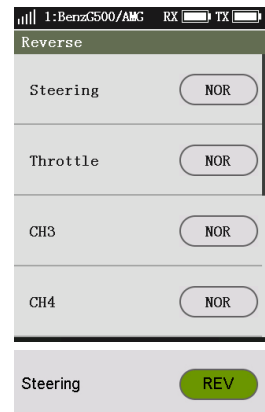 1:BenzG500/AMG RX TX
Reverse
Steering NOR
Throttle NOR
CH3 NOR
CH4 NOR
Steering REV